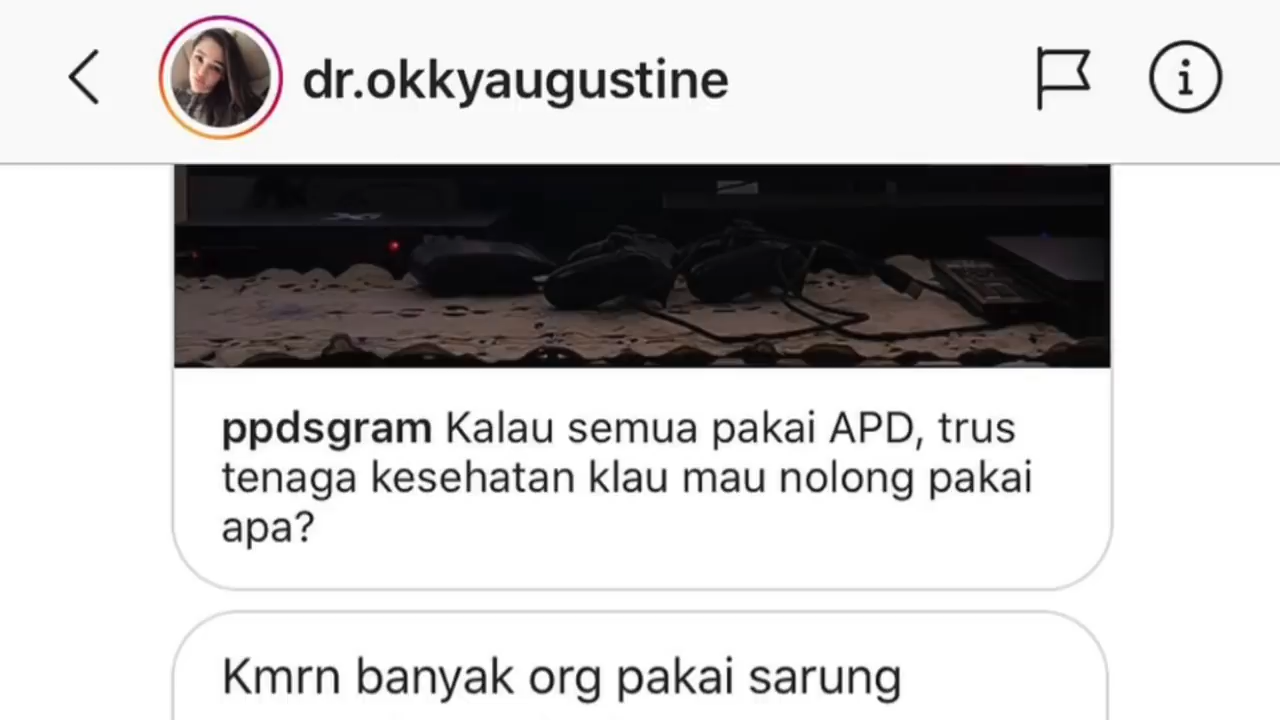 dr.okkyaugustine
ppdsgram Kalau semua pakai APD, trus
tenaga kesehatan klau mau nolong pakai
apa?
Kmrn banyak org pakai sarung